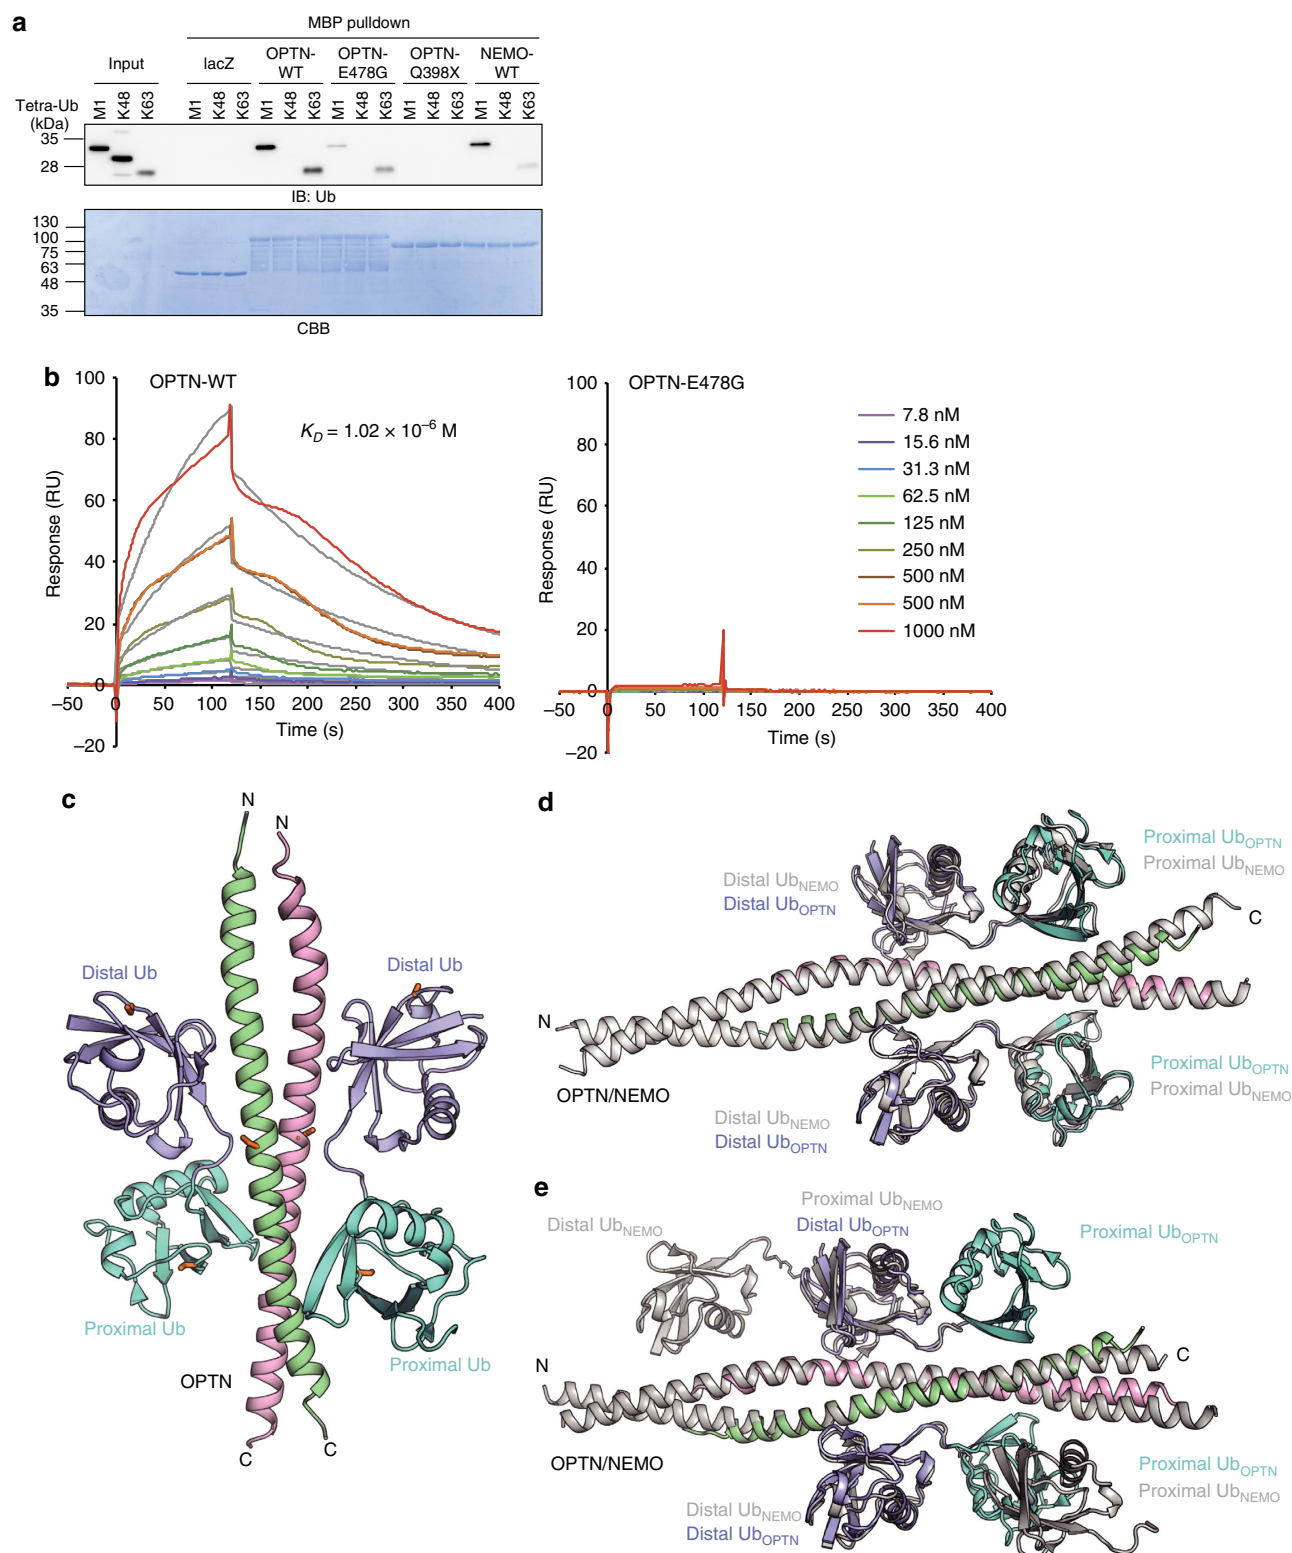 a
MBP pulldown
Input lacZ OPTN-WT OPTN-E478G OPTN-Q398X NEMO-WT
Tetra-Ub M1 K48 K63 M1 K48 K63 M1 K48 K63 M1 K48 K63 M1 K48 K63 M1 K48 K63
(kDa)
35
28
IB: Ub
130
100
75
63
48
35
CBB
b
OPTN-WT
K_D = 1.02 × 10⁻⁶ M
Response (RU)
100
80
60
40
20
0
–20
–50 0 50 100 150 200 250 300 350 400
Time (s)
OPTN-E478G
Response (RU)
100
80
60
40
20
0
–20
–50 0 50 100 150 200 250 300 350 400
Time (s)
7.8 nM
15.6 nM
31.3 nM
62.5 nM
125 nM
250 nM
500 nM
500 nM
1000 nM
c
N
N
Distal Ub
Distal Ub
Proximal Ub
Proximal Ub
OPTN
C
C
d
Proximal Ub_OPTN
Proximal Ub_NEMO
Distal Ub_NEMO
Distal Ub_OPTN
C
N
OPTN/NEMO
Proximal Ub_OPTN
Proximal Ub_NEMO
Distal Ub_NEMO
Distal Ub_OPTN
e
Proximal Ub_NEMO
Distal Ub_NEMO
Distal Ub_OPTN
Proximal Ub_OPTN
N
C
OPTN/NEMO
Proximal Ub_OPTN
Proximal Ub_NEMO
Distal Ub_NEMO
Distal Ub_OPTN